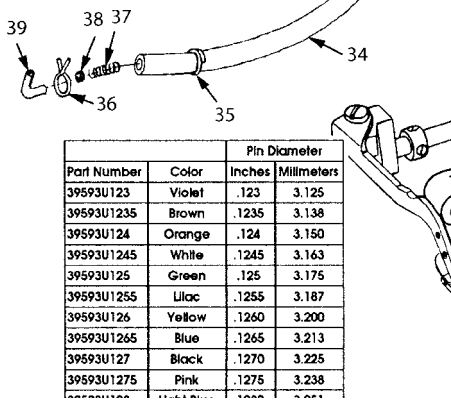 39
38
37
36
35
34
Pin Diameter
Part Number Color Inches Millmeters
39593U123 Violet .123 3.125
39593U1235 Brown .1235 3.138
39593U124 Orange .124 3.150
39593U1245 White .1245 3.163
39593U125 Green .125 3.175
39593U1255 Lilac .1255 3.187
39593U126 Yellow .1260 3.200
39593U1265 Blue .1265 3.213
39593U127 Black .1270 3.225
39593U1275 Pink .1275 3.238